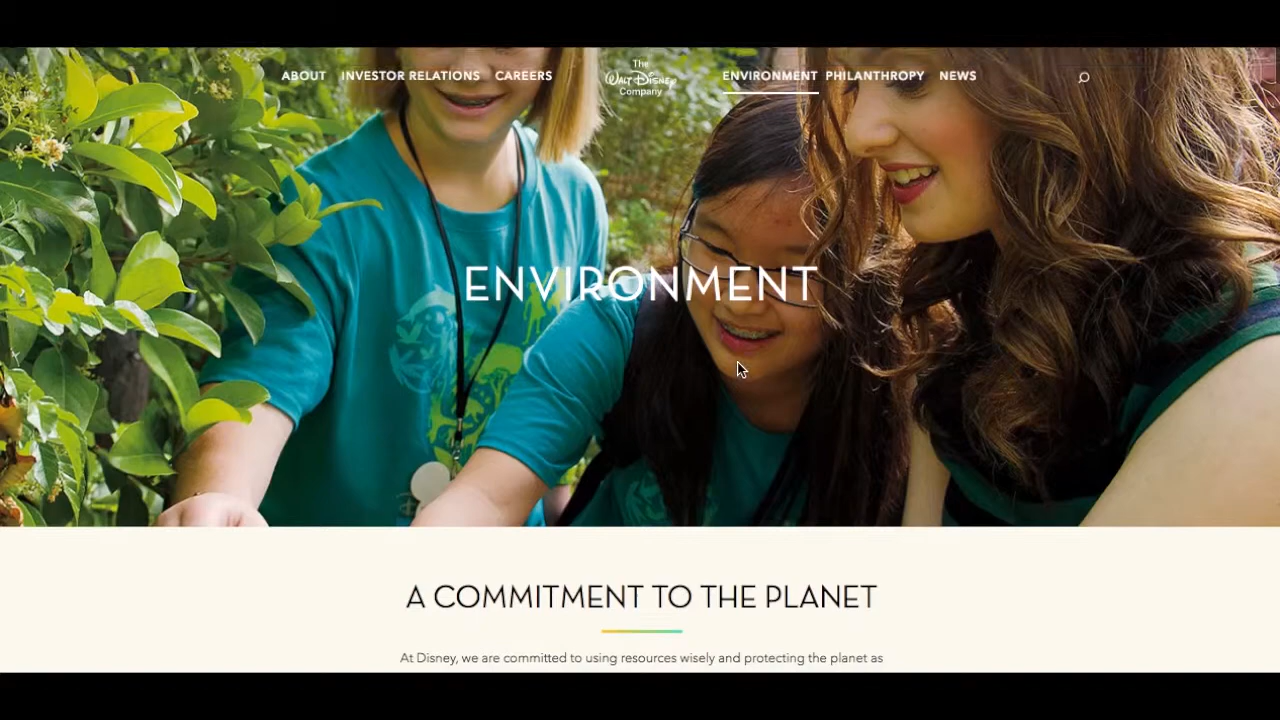 ABOUT INVESTOR RELATIONS CAREERS The Walt Disney Company ENVIRONMENT PHILANTHROPY NEWS
ENVIRONMENT
A COMMITMENT TO THE PLANET
At Disney, we are committed to using resources wisely and protecting the planet as